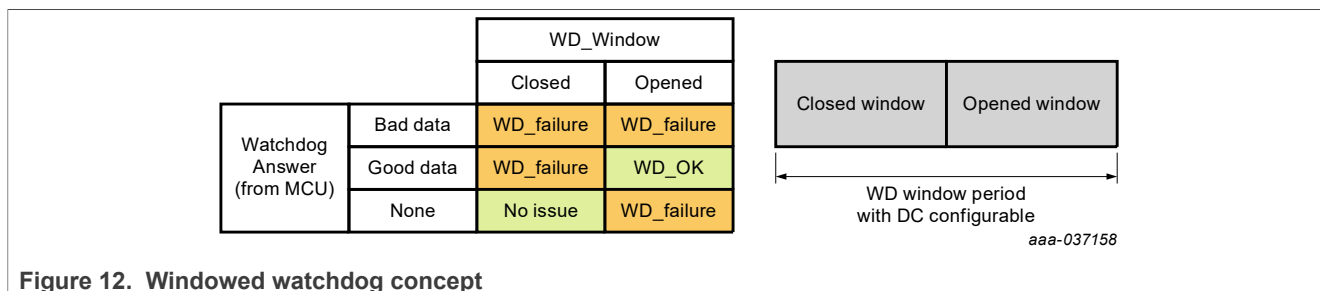 WD_Window
Closed Opened
Watchdog
Answer
(from MCU)
Bad data WD_failure WD_failure
Good data WD_failure WD_OK
None No issue WD_failure
Closed window Opened window
WD window period
with DC configurable
aaa-037158
Figure 12. Windowed watchdog concept